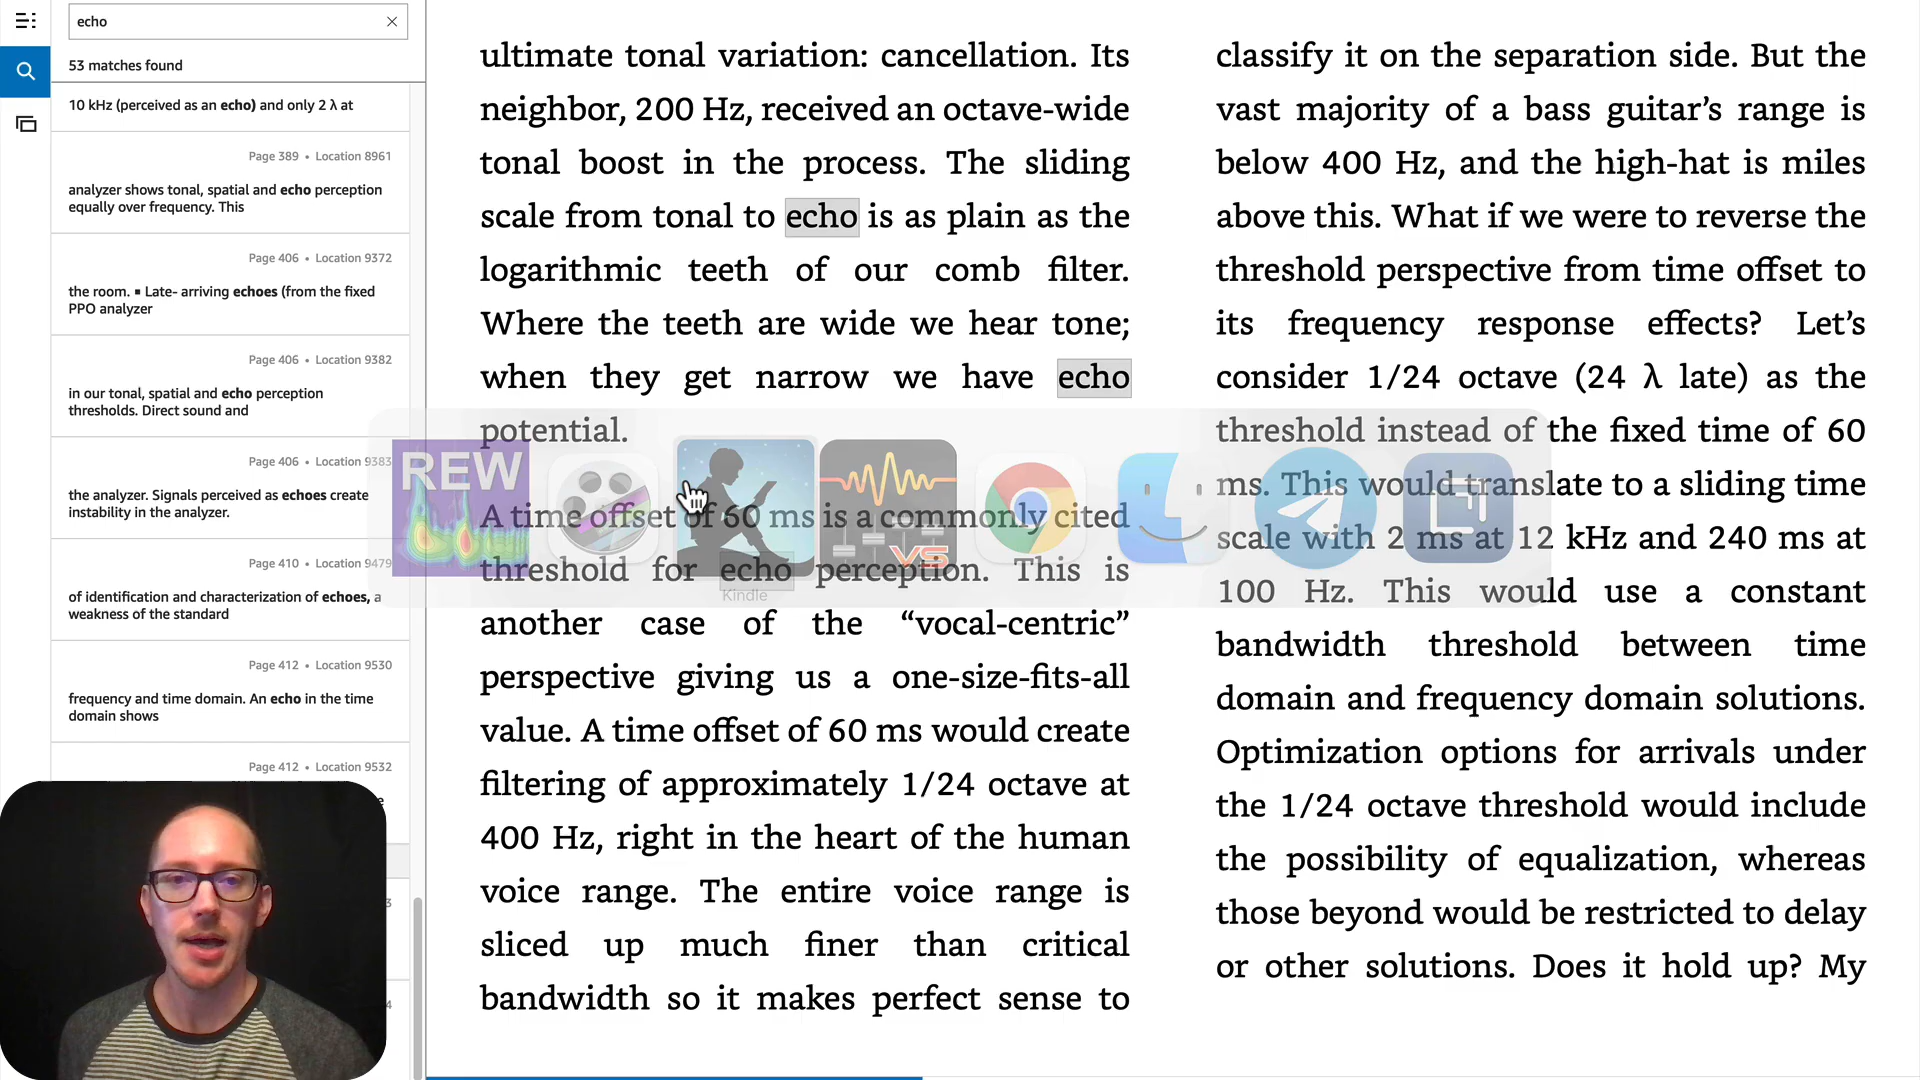 echo
53 matches found
10 kHz (perceived as an echo) and only 2 λ at
Page 389 • Location 8961
analyzer shows tonal, spatial and echo perception
equally over frequency. This
Page 406 • Location 9372
the room. ▪ Late- arriving echoes (from the fixed
PPO analyzer
Page 406 • Location 9382
in our tonal, spatial and echo perception
thresholds. Direct sound and
Page 406 • Location 9383
the analyzer. Signals perceived as echoes create
instability in the analyzer.
Page 410 • Location 9479
of identification and characterization of echoes, a
weakness of the standard
Page 412 • Location 9530
frequency and time domain. An echo in the time
domain shows
Page 412 • Location 9532
ultimate tonal variation: cancellation. Its
neighbor, 200 Hz, received an octave-wide
tonal boost in the process. The sliding
scale from tonal to echo is as plain as the
logarithmic teeth of our comb filter.
Where the teeth are wide we hear tone;
when they get narrow we have echo
potential.
A time offset of 60 ms is a commonly cited
threshold for echo perception. This is
another case of the “vocal-centric”
perspective giving us a one-size-fits-all
value. A time offset of 60 ms would create
filtering of approximately 1/24 octave at
400 Hz, right in the heart of the human
voice range. The entire voice range is
sliced up much finer than critical
bandwidth so it makes perfect sense to
classify it on the separation side. But the
vast majority of a bass guitar’s range is
below 400 Hz, and the high-hat is miles
above this. What if we were to reverse the
threshold perspective from time offset to
its frequency response effects? Let’s
consider 1/24 octave (24 λ late) as the
threshold instead of the fixed time of 60
ms. This would translate to a sliding time
scale with 2 ms at 12 kHz and 240 ms at
100 Hz. This would use a constant
bandwidth threshold between time
domain and frequency domain solutions.
Optimization options for arrivals under
the 1/24 octave threshold would include
the possibility of equalization, whereas
those beyond would be restricted to delay
or other solutions. Does it hold up? My
REW
VS
Kindle